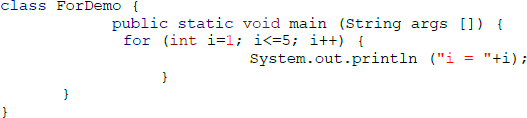 class ForDemo {
public static void main (String args []) {
for (int i=1; i<=5; i++) {
System.out.println ("i = "+i);
}
}
}